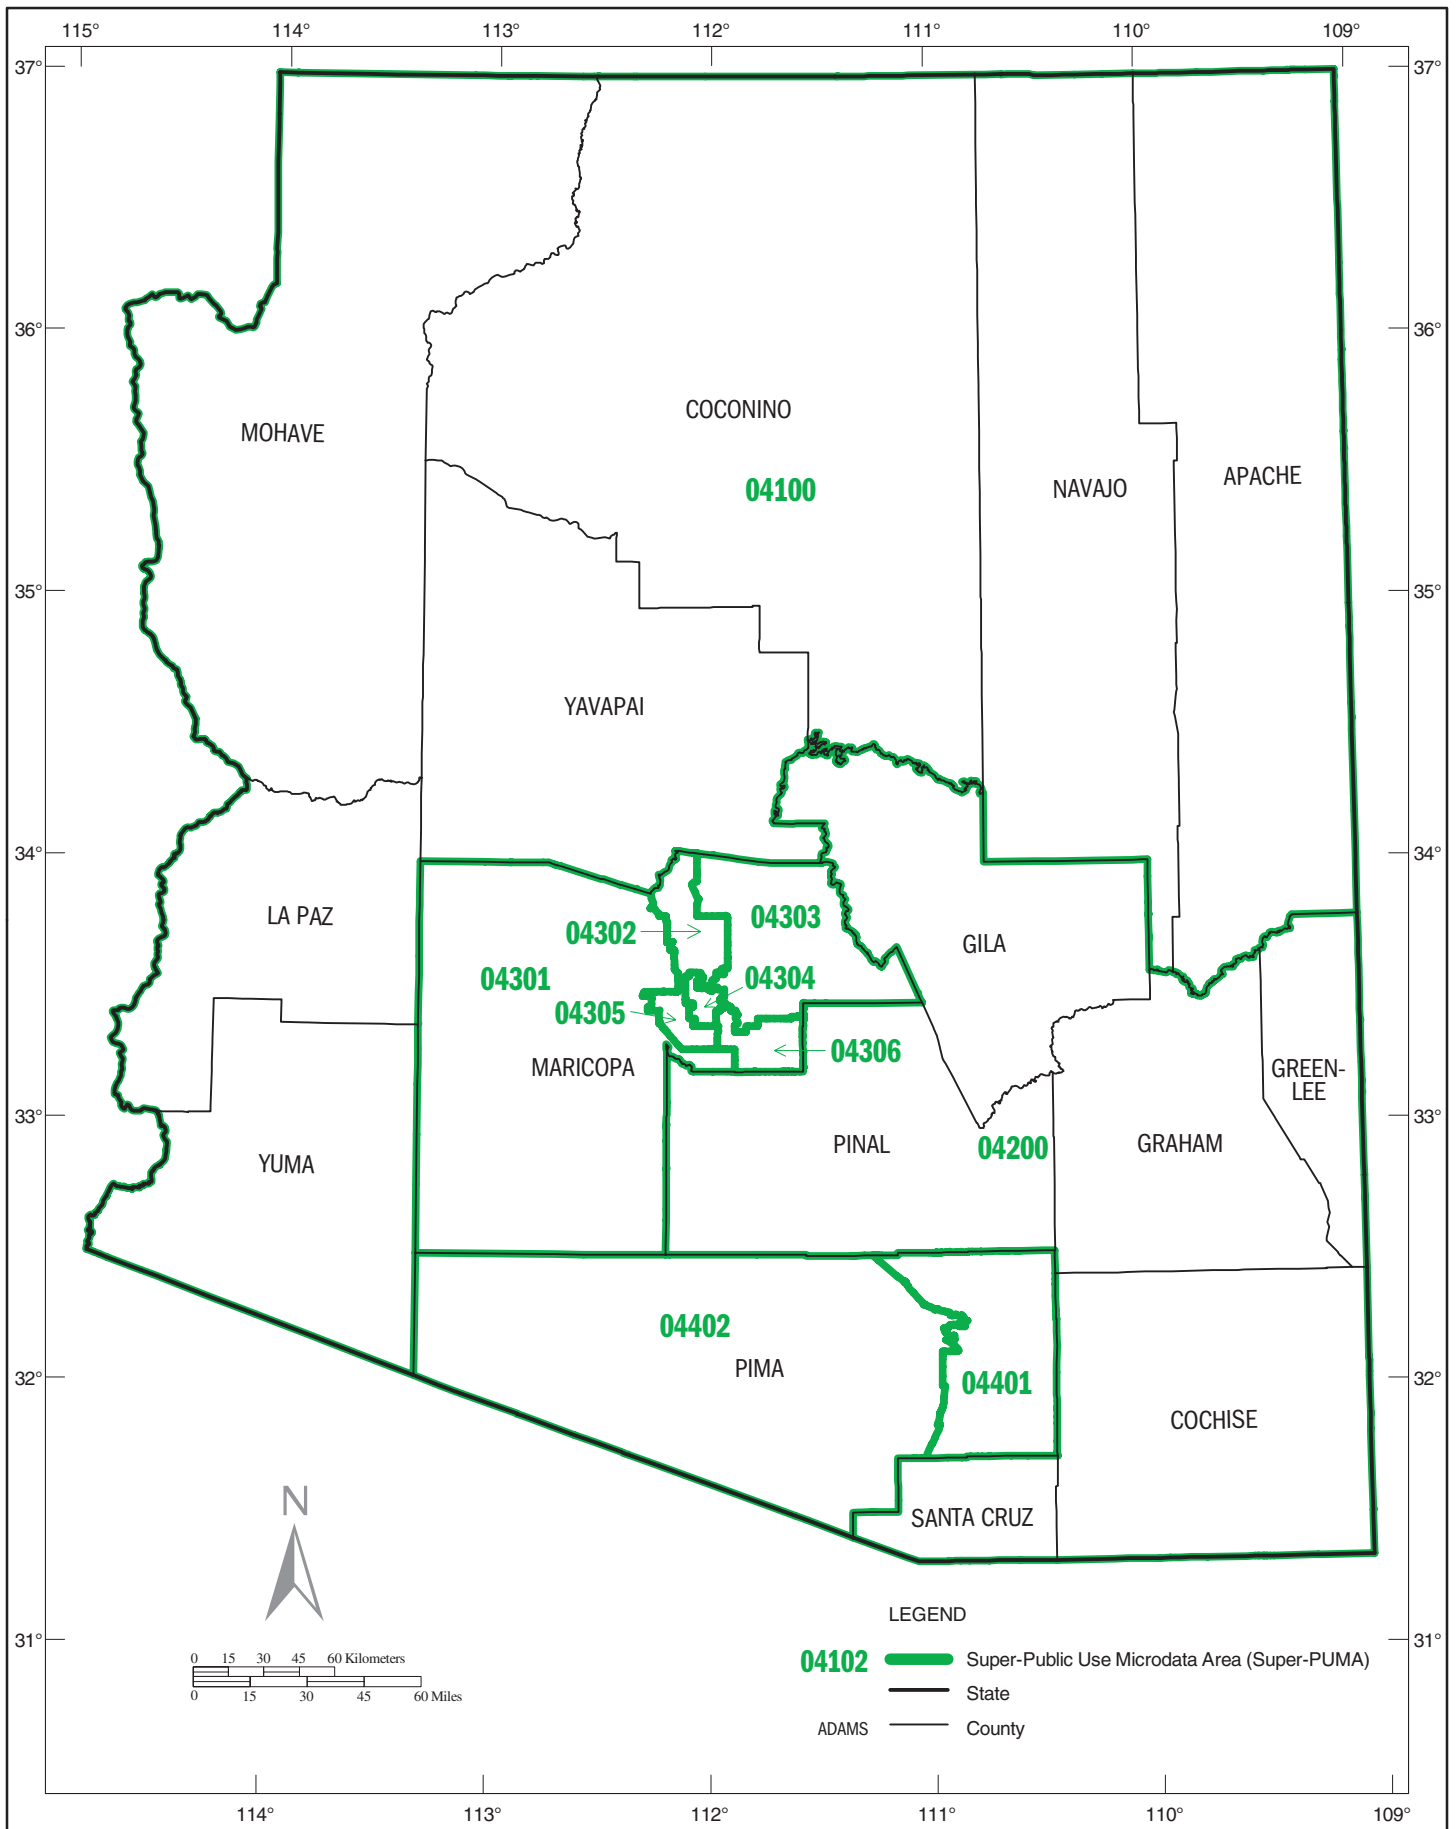 115° 114° 113° 112° 111° 110° 109°
37° 37°
36° 36°
COCONINO
MOHAVE
APACHE
04100 NAVAJO
35° 35°
YAVAPAI
34° 34°
LA PAZ 04303
04302 GILA
04301 04304
04305
04306
MARICOPA GREEN-
LEE
33° 33°
PINAL 04200 GRAHAM
YUMA
04402
PIMA
32° 04401 32°
COCHISE
N
SANTA CRUZ
LEGEND
31° 31°
0 15 30 45 60 Kilometers
04102 Super-Public Use Microdata Area (Super-PUMA)
0 15 30 45 60 Miles
State
ADAMS County
114° 113° 112° 111° 110° 109°